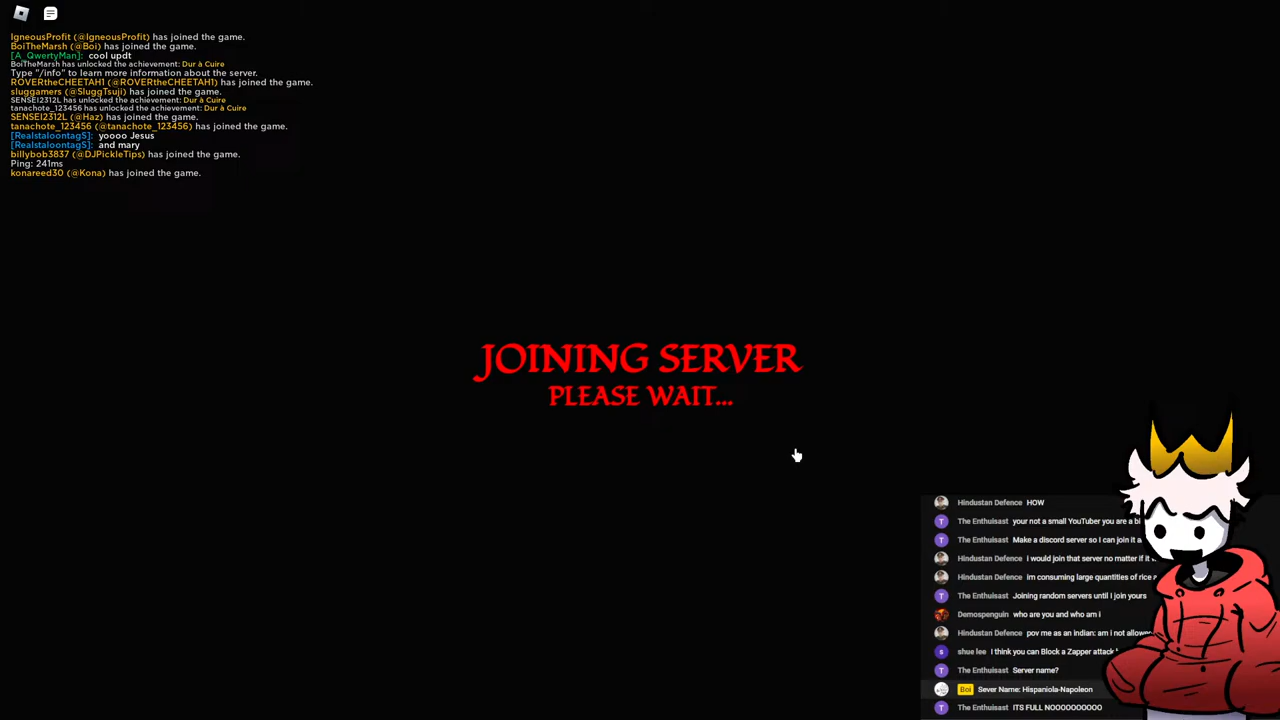 IgneousProfit (@IgneousProfit) has joined the game.
BoiTheMarsh (@Boi) has joined the game.
[A_QwertyMan]: cool updt
BoiTheMarsh has unlocked the achievement: Dur à Cuire
Type "/info" to learn more information about the server.
ROVERtheCHEETAH1 (@ROVERtheCHEETAH1) has joined the game.
sluggamers (@SluggTsuji) has joined the game.
SENSEI2312L has unlocked the achievement: Dur à Cuire
tanachote_123456 has unlocked the achievement: Dur à Cuire
SENSEI2312L (@Haz) has joined the game.
tanachote_123456 (@tanachote_123456) has joined the game.
[RealstaloontagS]: yoooo Jesus
[RealstaloontagS]: and mary
billybob3837 (@DJPickleTips) has joined the game.
Ping: 241ms
konareed30 (@Kona) has joined the game.
JOINING SERVER
PLEASE WAIT...
Hindustan Defence HOW
T The Enthuisast your not a small YouTuber you are a bi
T The Enthuisast Make a discord server so I can join it a
Hindustan Defence I would join that server no matter if it
Hindustan Defence im consuming large quantities of rice a
T The Enthuisast Joining random servers until I join yours
Demospenguin who are you and who am i
Hindustan Defence pov me as an indian: am i not allow
s shue lee I think you can Block a Zapper attack
T The Enthuisast Server name?
Boi Sever Name: Hispaniola-Napoleon
T The Enthuisast ITS FULL NOOOOOOOOOO